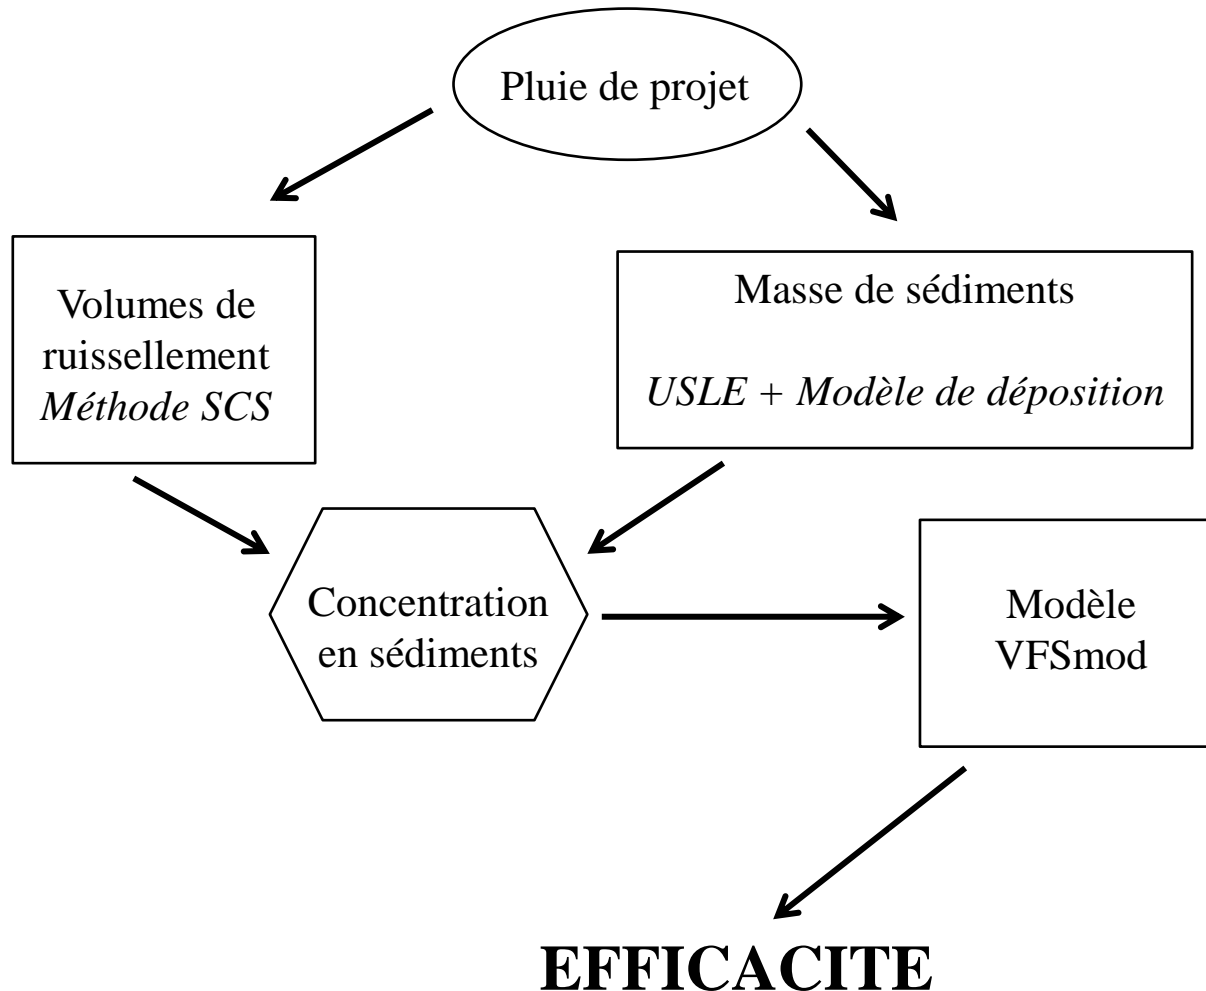 Pluie de projet
Volumes de
ruissellement
Méthode SCS
Masse de sédiments
USLE + Modèle de déposition
Concentration
en sédiments
Modèle
VFSmod
EFFICACITE